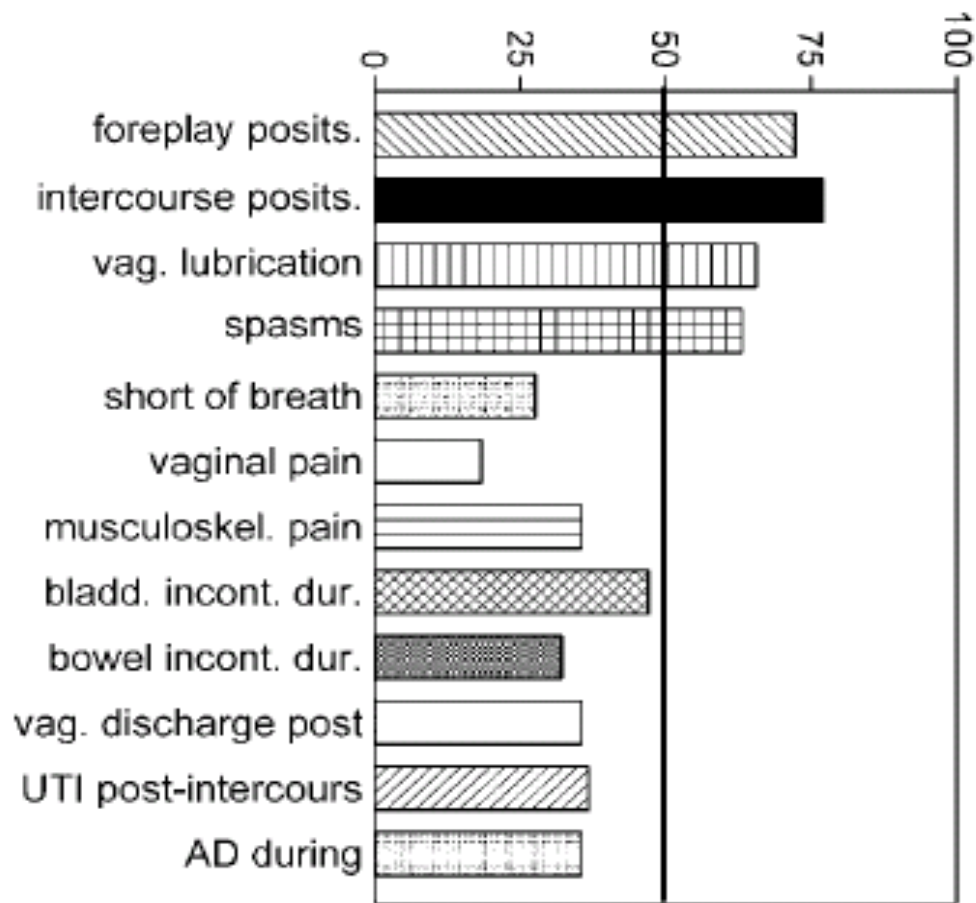 0 25 50 75 100
foreplay posits.
intercourse posits.
vag. lubrication
spasms
short of breath
vaginal pain
musculoskel. pain
bladd. incont. dur.
bowel incont. dur.
vag. discharge post
UTI post-intercours
AD during